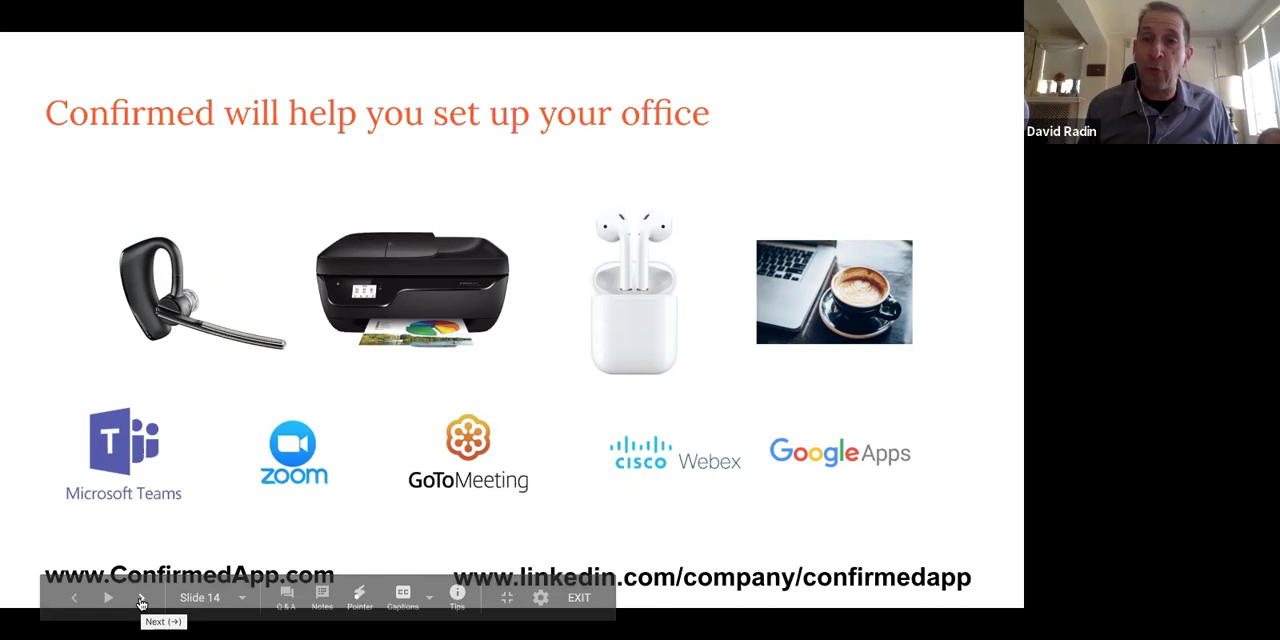 Confirmed will help you set up your office
David Radin
T
Microsoft Teams
zoom
GoToMeeting
CISCO Webex
Google Apps
www.ConfirmedApp.com
www.linkedin.com/company/confirmedapp
Slide 14
Q & A
Notes
Pointer
Captions
Tips
EXIT
Next (→)